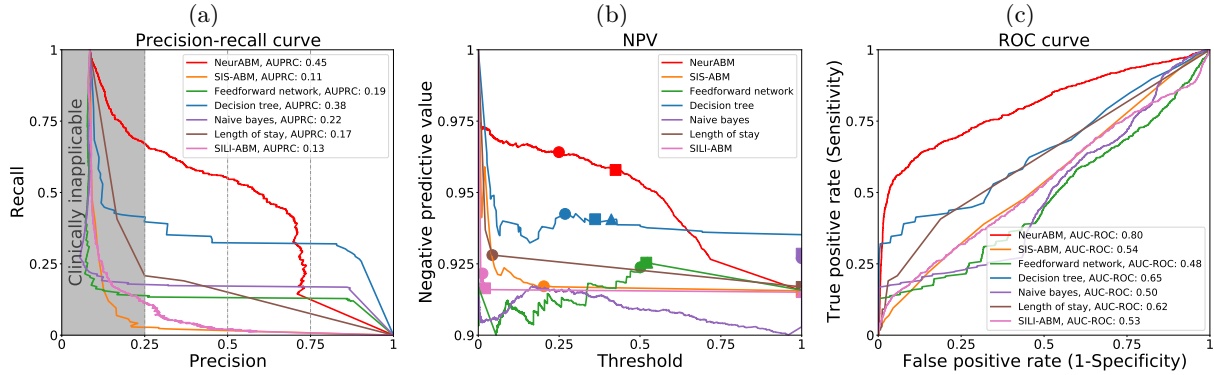 (a)
Precision-recall curve
1
0.75
0.5
0.25
0
Recall
Clinically inapplicable
NeurABM, AUPRC: 0.45
SIS-ABM, AUPRC: 0.11
Feedforward network, AUPRC: 0.19
Decision tree, AUPRC: 0.38
Naive bayes, AUPRC: 0.22
Length of stay, AUPRC: 0.17
SILI-ABM, AUPRC: 0.13
0
0.25
0.5
0.75
1
Precision
(b)
NPV
1
0.975
0.95
0.925
0.9
Negative predictive value
NeurABM
SIS-ABM
Feedforward network
Decision tree
Naive bayes
Length of stay
SILI-ABM
0
0.25
0.5
0.75
1
Threshold
(c)
ROC curve
1
0.75
0.5
0.25
0
True positive rate (Sensitivity)
NeurABM, AUC-ROC: 0.80
SIS-ABM, AUC-ROC: 0.54
Feedforward network, AUC-ROC: 0.48
Decision tree, AUC-ROC: 0.65
Naive bayes, AUC-ROC: 0.50
Length of stay, AUC-ROC: 0.62
SILI-ABM, AUC-ROC: 0.53
0
0.25
0.5
0.75
1
False positive rate (1-Specificity)